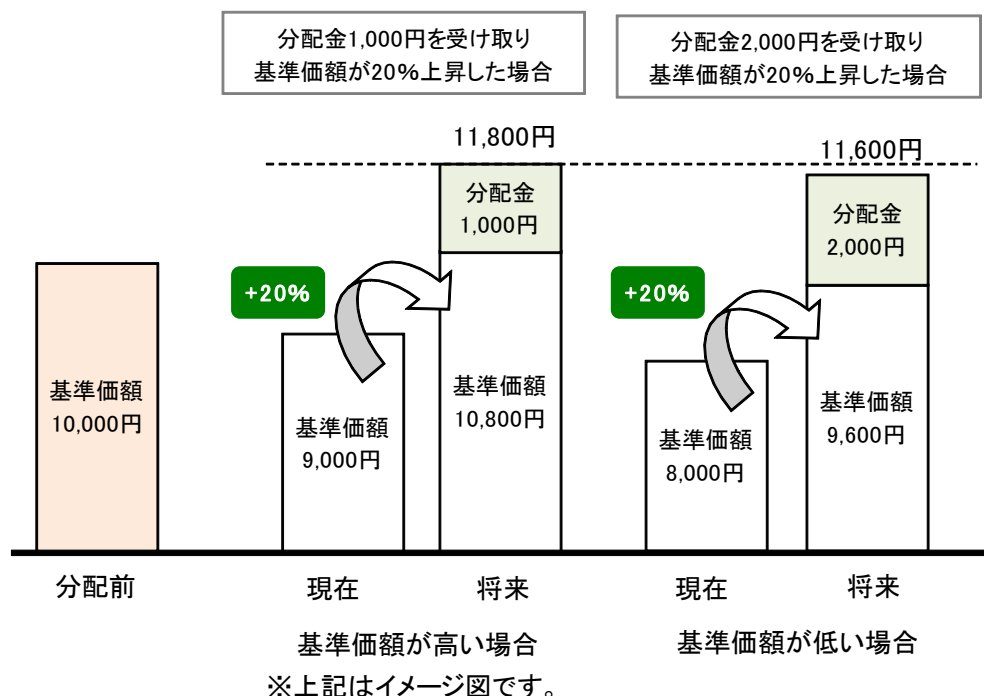 分配金1,000円を受け取り
基準価額が20%上昇した場合
分配金2,000円を受け取り
基準価額が20%上昇した場合
11,800円
11,600円
分配金
1,000円
分配金
2,000円
+20%
+20%
基準価額
10,000円
基準価額
9,000円
基準価額
10,800円
基準価額
8,000円
基準価額
9,600円
分配前
現在
将来
現在
将来
基準価額が高い場合
基準価額が低い場合
※上記はイメージ図です。